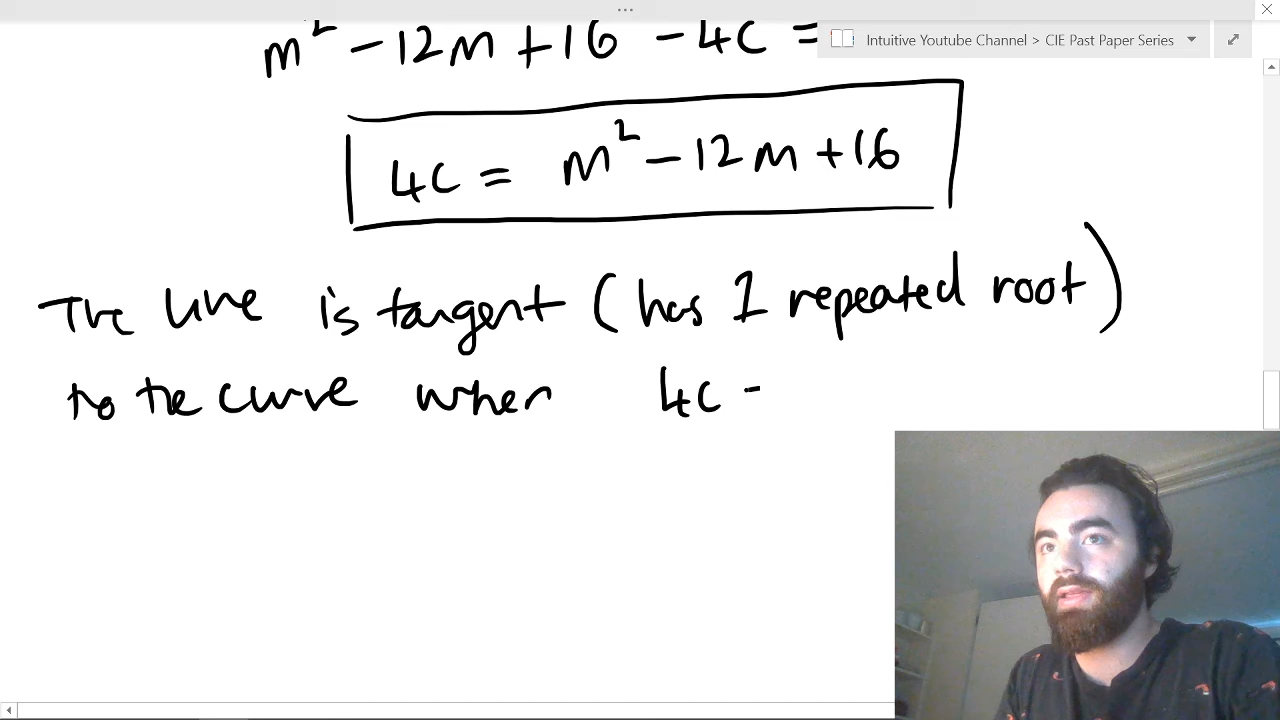 m² - 12m + 16 - 4C =
Intuitive Youtube Channel > CIE Past Paper Series
4C = m² - 12m + 16
The line is tangent (has 1 repeated root)
to the curve when 4C -